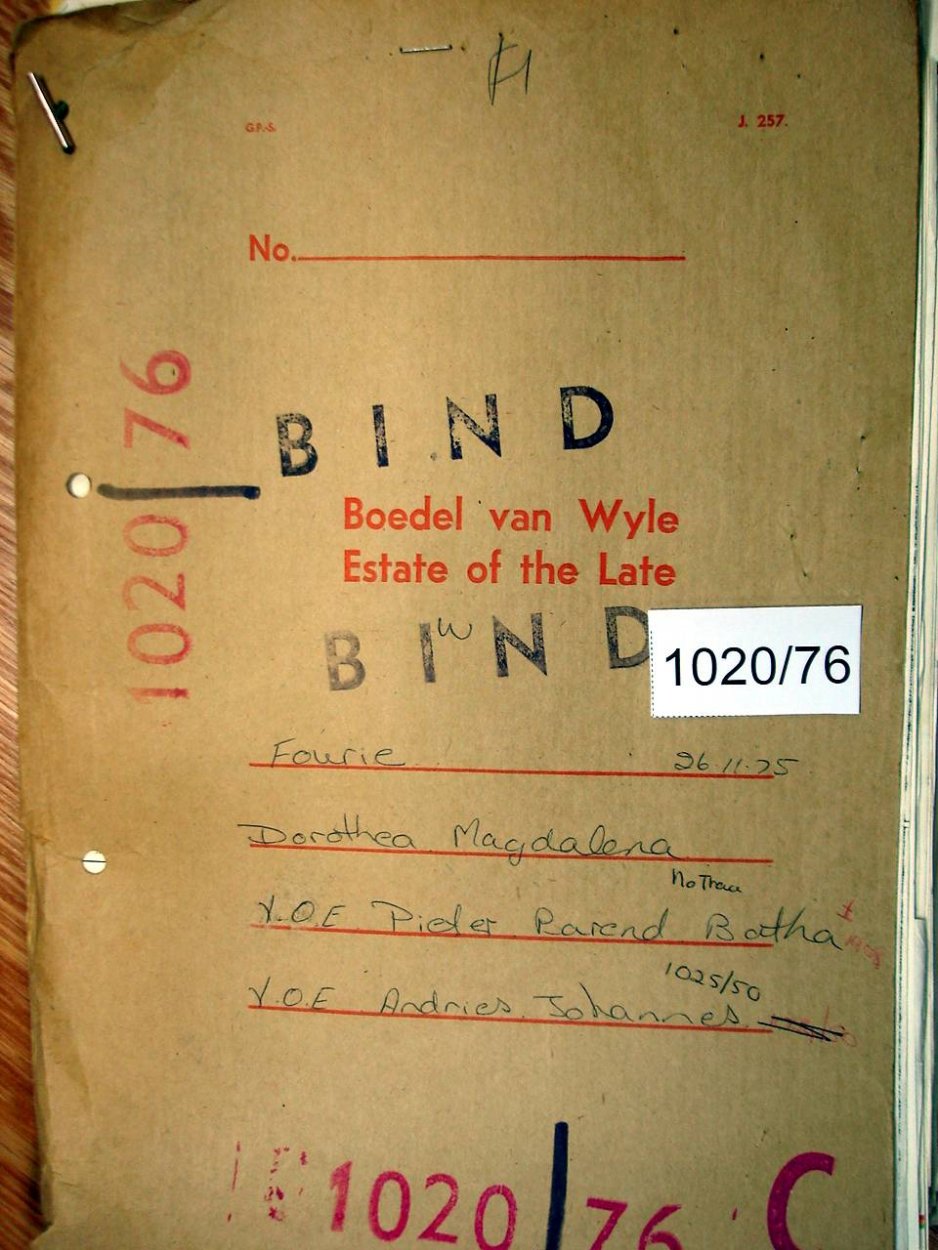 G.P.-S.
J. 257.
No.
1020/76
BIND
Boedel van Wyle
Estate of the Late
BIND
W
1020/76
Fourie 26.11.75
Dorothea Magdalena
No Trace
V.O.E Pieter Barend Botha
1025/50
V.O.E Andries Johannes
1020/76 C